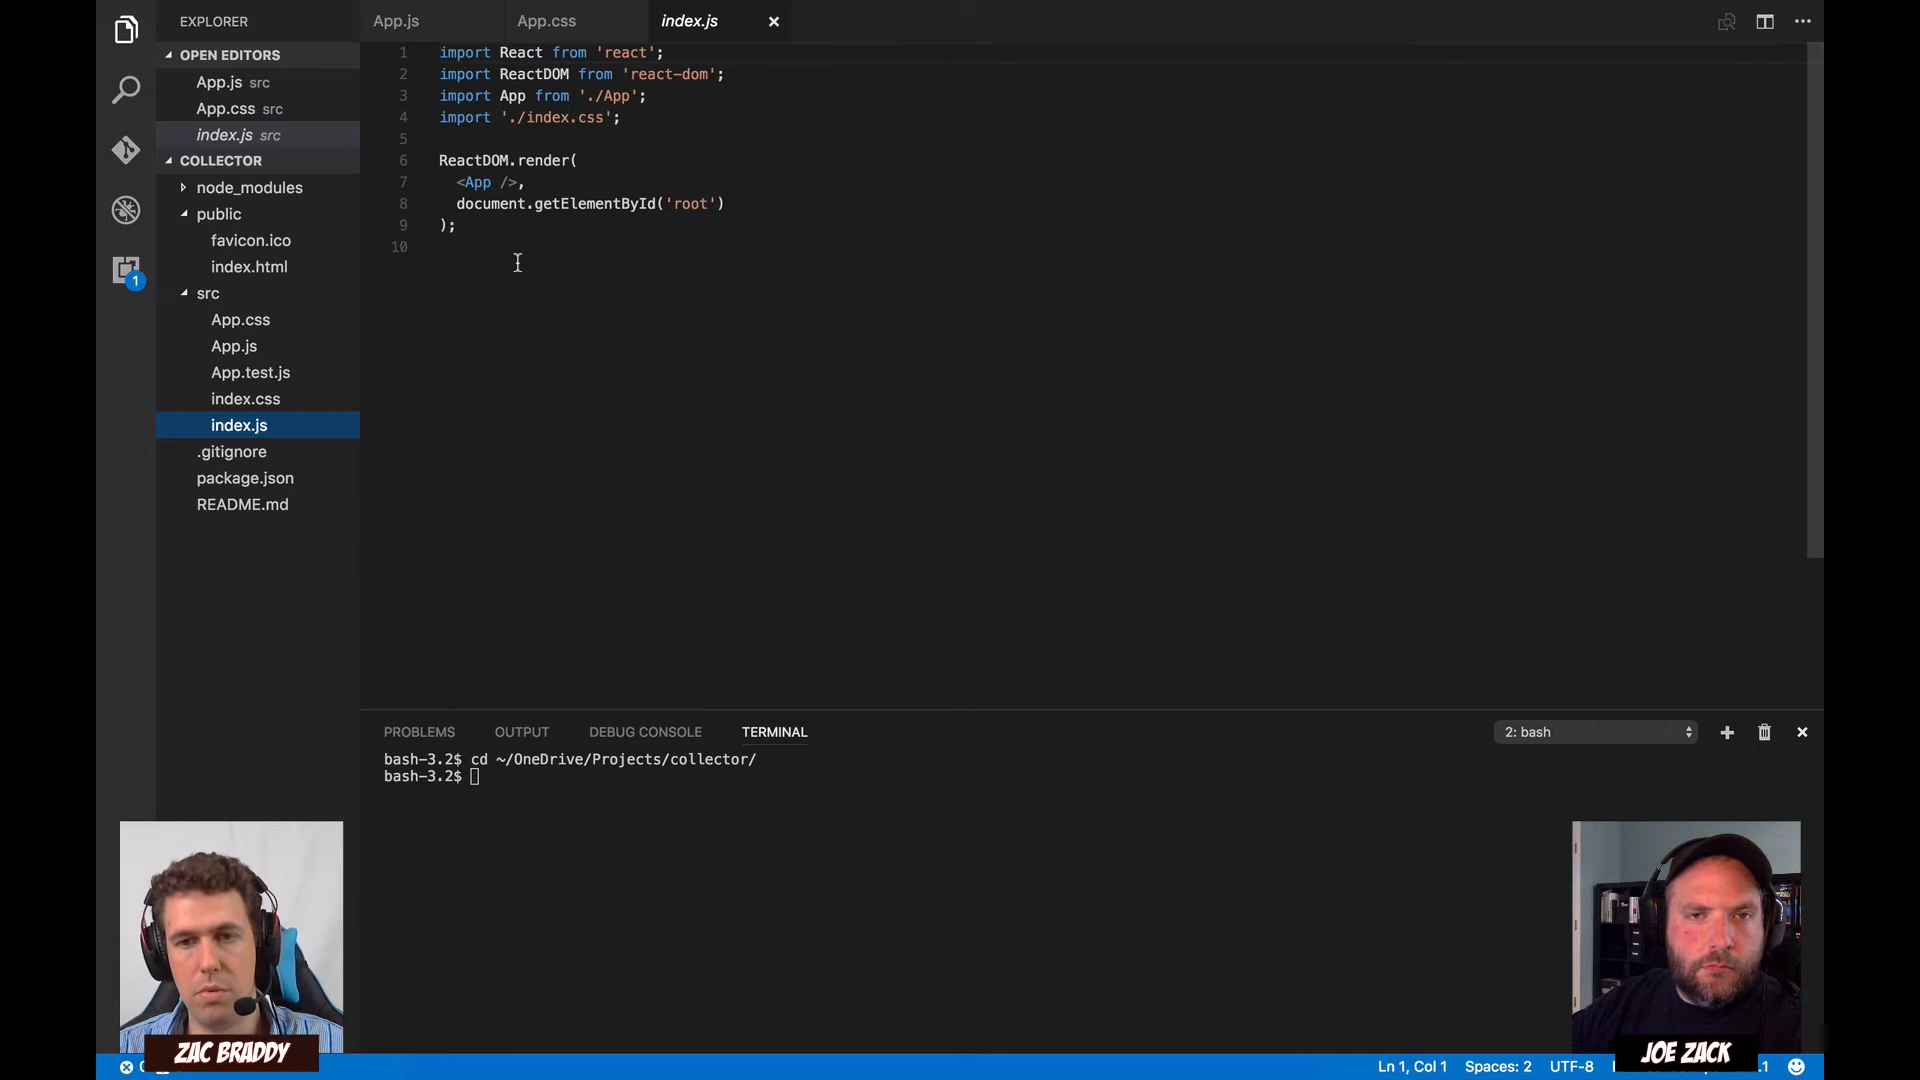 EXPLORER
OPEN EDITORS
App.js src
App.css src
index.js src
COLLECTOR
node_modules
public
favicon.ico
index.html
src
App.css
App.js
App.test.js
index.css
index.js
.gitignore
package.json
README.md
App.js App.css index.js
1 import React from 'react';
2 import ReactDOM from 'react-dom';
3 import App from './App';
4 import './index.css';
5
6 ReactDOM.render(
7 <App />,
8 document.getElementById('root')
9 );
10
1
PROBLEMS OUTPUT DEBUG CONSOLE TERMINAL 2: bash
bash-3.2$ cd ~/OneDrive/Projects/collector/
bash-3.2$
ZAC BRADDY
JOE ZACK
Ln 1, Col 1 Spaces: 2 UTF-8